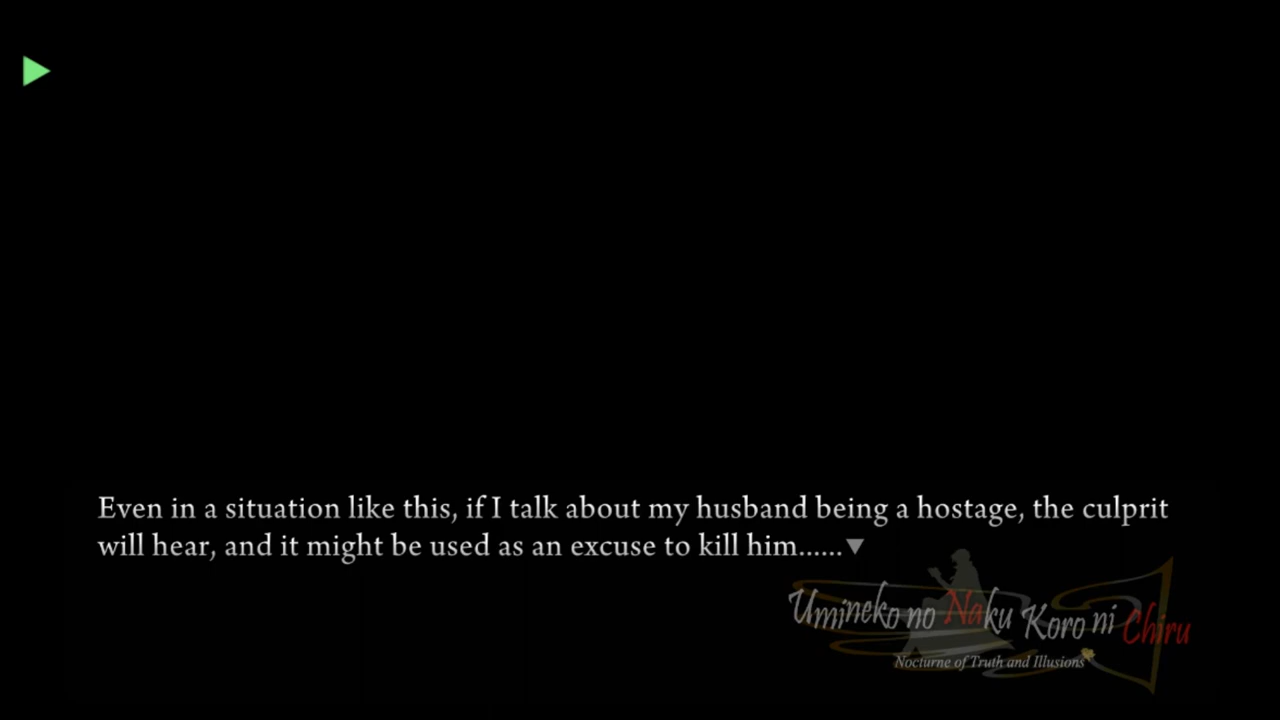 Even in a situation like this, if I talk about my husband being a hostage, the culprit
will hear, and it might be used as an excuse to kill him......
Umineko no Naku Koro ni Chiru
Nocturne of Truth and Illusions